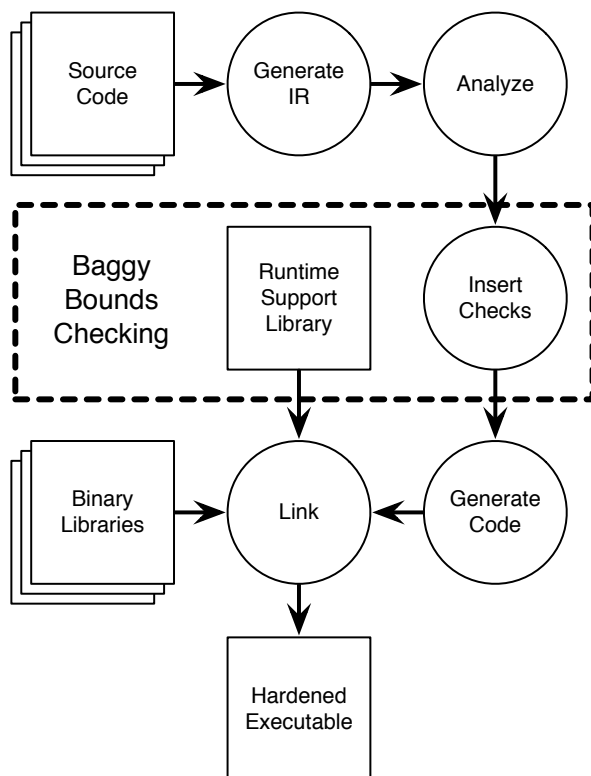 Source
Code
Generate
IR
Analyze
Baggy
Bounds
Checking
Runtime
Support
Library
Insert
Checks
Binary
Libraries
Link
Generate
Code
Hardened
Executable